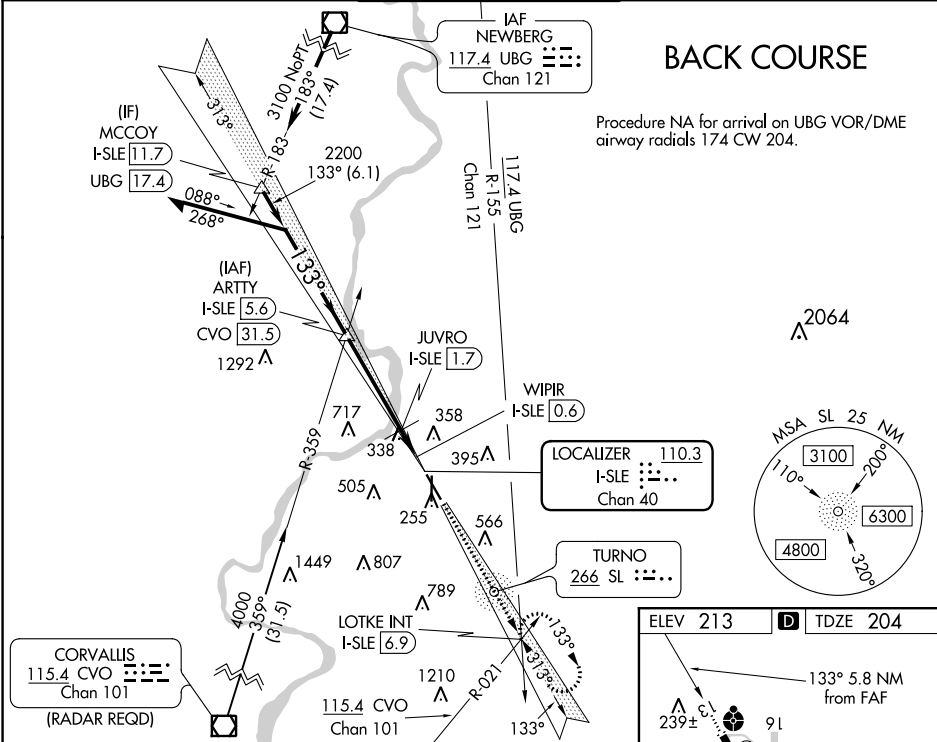 IAF
NEWBERG
117.4 UBG
Chan 121
BACK COURSE
Procedure NA for arrival on UBG VOR/DME
airway radials 174 CW 204.
3100 NoPT
183°
(17.4)
R-183
313°
(IF)
MCCOY
I-SLE 11.7
UBG 17.4
2200
133° (6.1)
088°
268°
117.4 UBG
R-155
Chan 121
133°
(IAF)
ARTTY
I-SLE 5.6
CVO 31.5
1292
2064
JUVRO
I-SLE 1.7
WIPIR
I-SLE 0.6
717
338
358
395
MSA SL 25 NM
3100
110°
200°
6300
4800
320°
LOCALIZER 110.3
I-SLE
Chan 40
R-359
505
255
566
TURNO
266 SL
1449
807
789
LOTKE INT
I-SLE 6.9
133°
313°
4000
359°
(31.5)
CORVALLIS
115.4 CVO
Chan 101
(RADAR REQD)
1210
R-021
115.4 CVO
Chan 101
133°
ELEV 213
D
TDZE 204
133° 5.8 NM
from FAF
239±
13
16